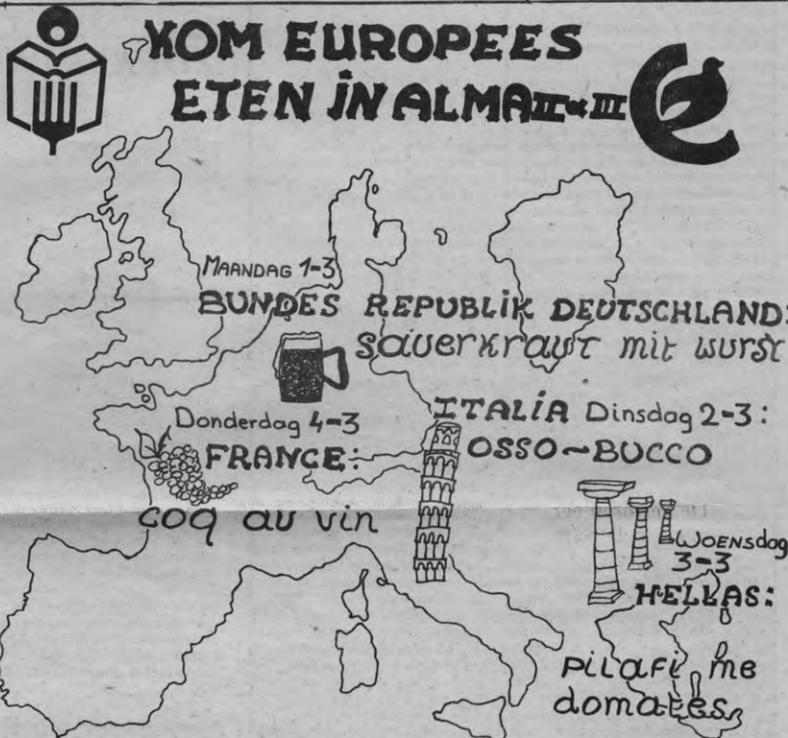 KOM EUROPEES
ETEN IN ALMA II & III
MAANDAG 1-3
BUNDES REPUBLIK DEUTSCHLAND:
sauerkraut mit wurst
ITALIA Dinsdag 2-3:
OSSO~BUCCO
Donderdag 4-3
FRANCE:
coq au vin
WOENSdag
3-3
HELLAS:
PiLafi me
domates